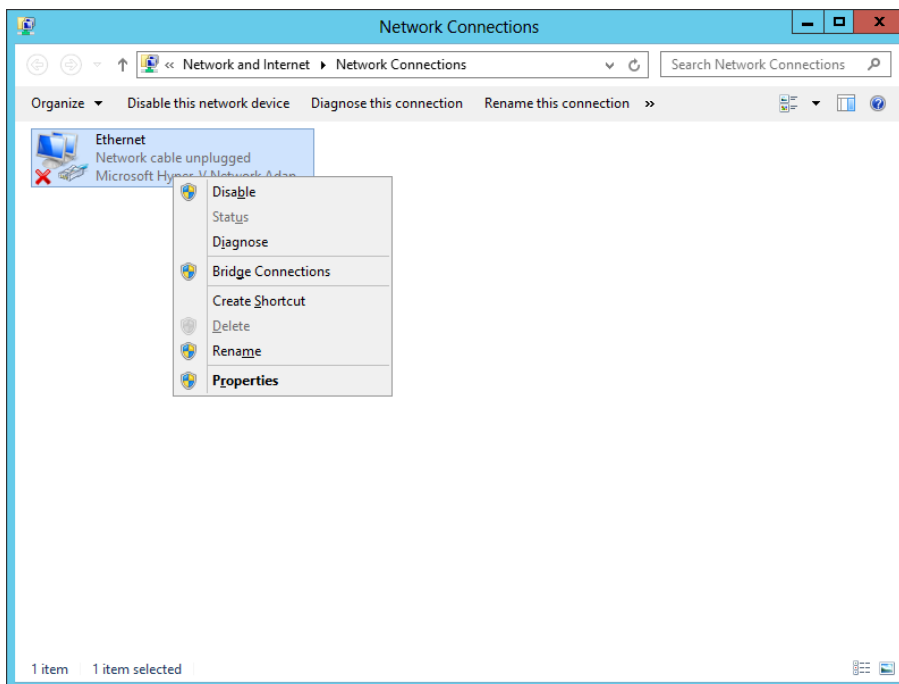 Network Connections
« Network and Internet ▸ Network Connections
Search Network Connections
Organize ▾ Disable this network device Diagnose this connection Rename this connection »
Ethernet
Network cable unplugged
Microsoft Hyper-V Network Adap...
Disable
Status
Diagnose
Bridge Connections
Create Shortcut
Delete
Rename
Properties
1 item 1 item selected